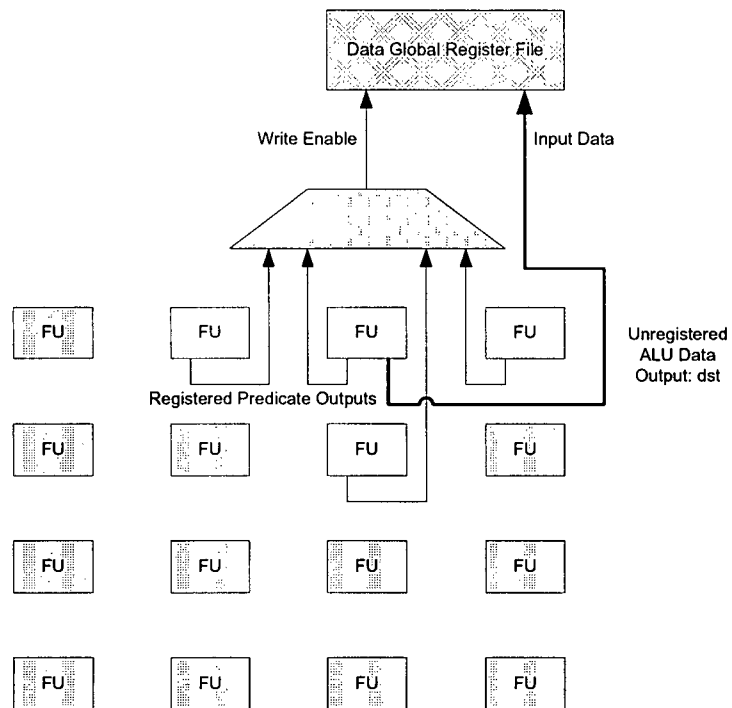 Data Global Register File
Write Enable
Input Data
FU
FU
FU
FU
Unregistered
ALU Data
Output: dst
Registered Predicate Outputs
FU
FU
FU
FU
FU
FU
FU
FU
FU
FU
FU
FU